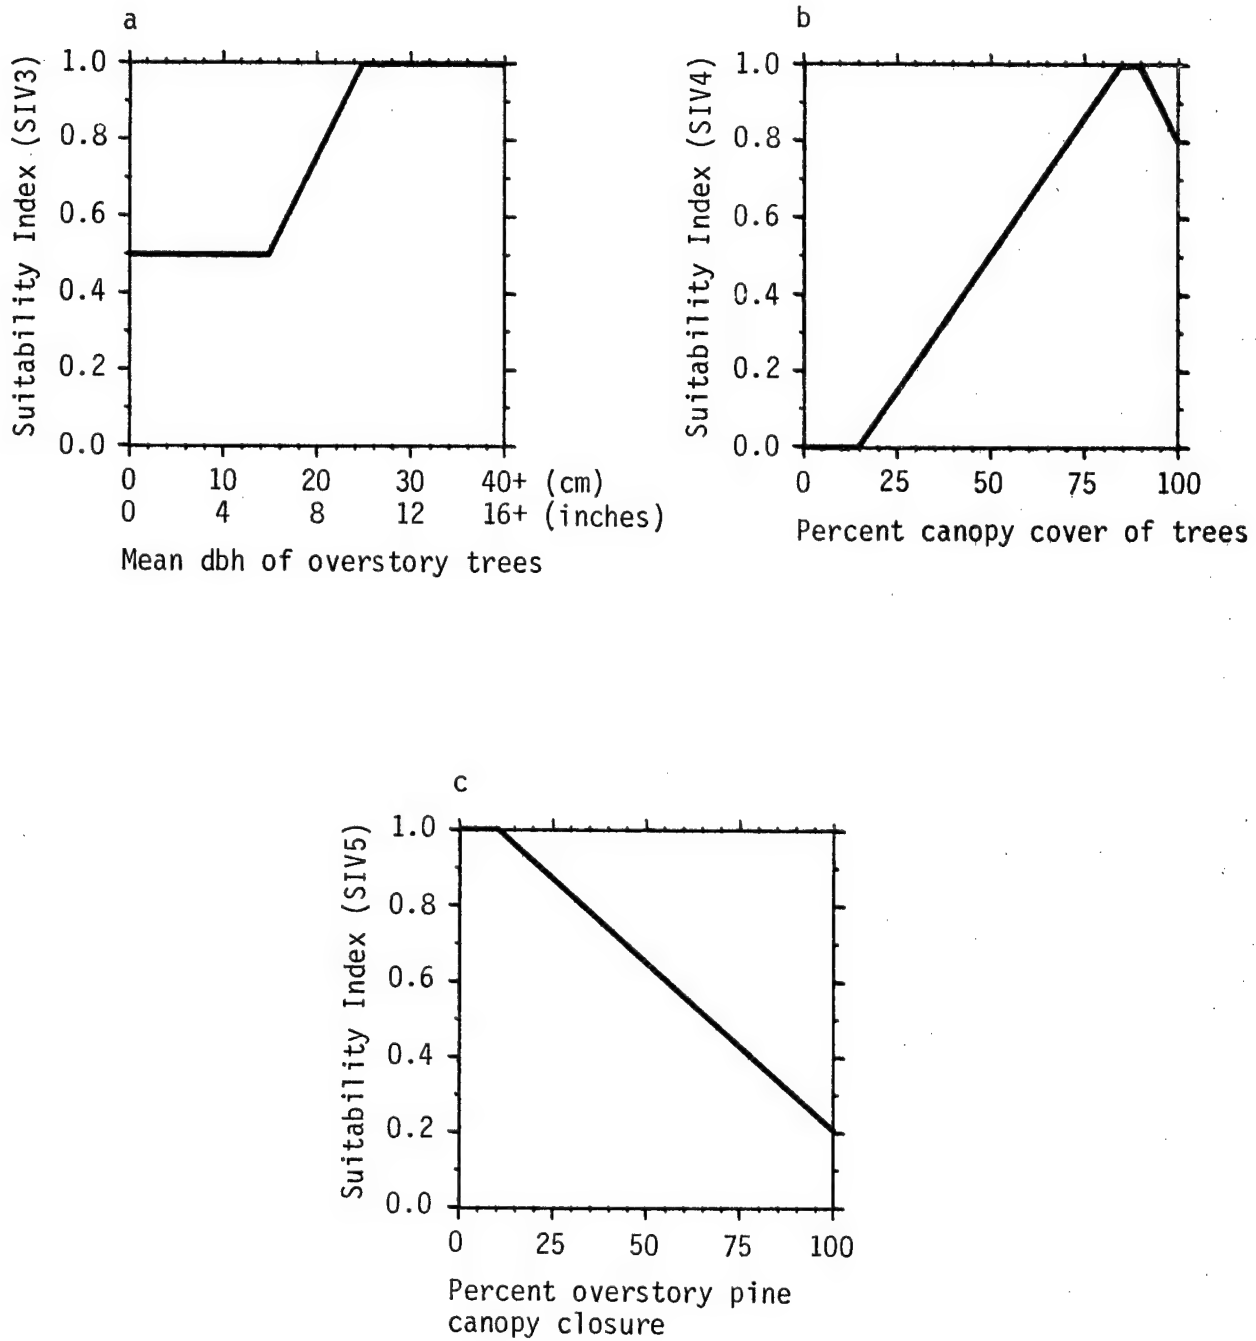 a
Suitability Index (SIV3)
1.0
0.8
0.6
0.4
0.2
0.0
0 10 20 30 40+ (cm)
0 4 8 12 16+ (inches)
Mean dbh of overstory trees
b
Suitability Index (SIV4)
1.0
0.8
0.6
0.4
0.2
0.0
0 25 50 75 100
Percent canopy cover of trees
c
Suitability Index (SIV5)
1.0
0.8
0.6
0.4
0.2
0.0
0 25 50 75 100
Percent overstory pine
canopy closure